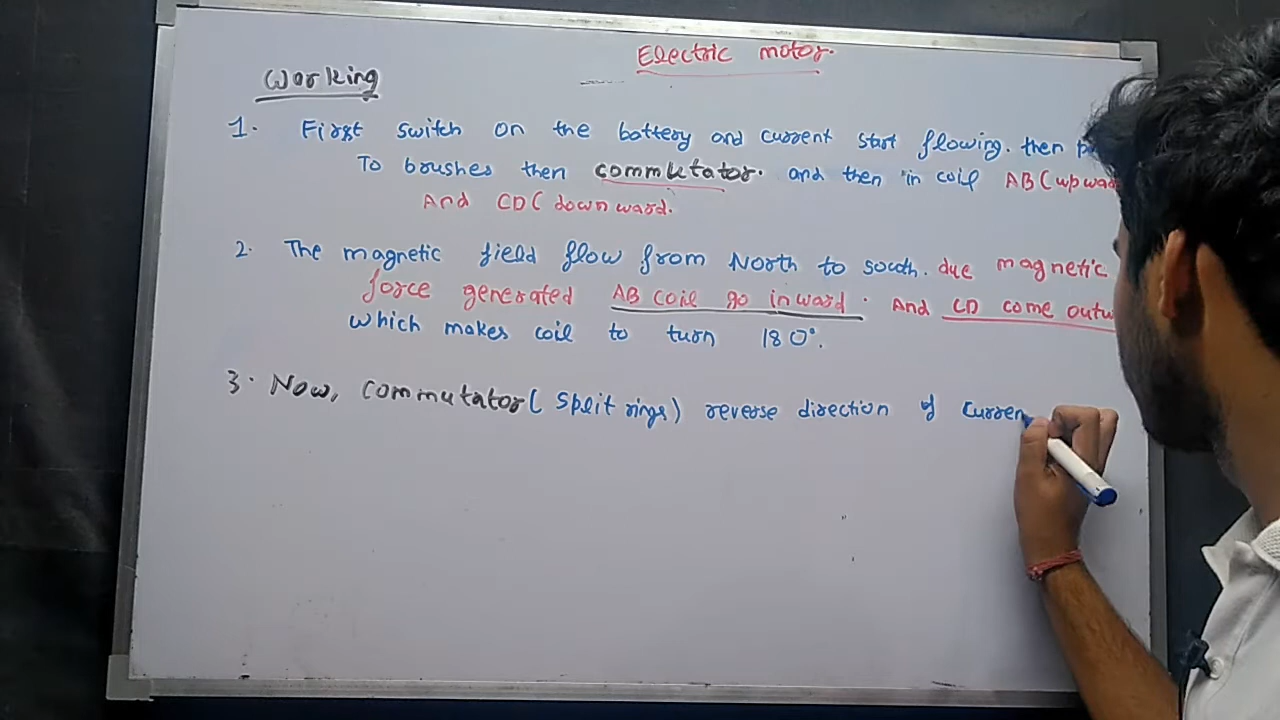 Electric motor.
Working
1. First switch on the battery and current start flowing. then
To brushes then commutator. and then in coil AB (upward
And CD ( downward.
2. The magnetic field flow from North to south. due magnetic
force generated AB coil go inward. And CD come outw
which makes coil to turn 180°.
3. Now, commutator ( split rings) reverse direction of Curren